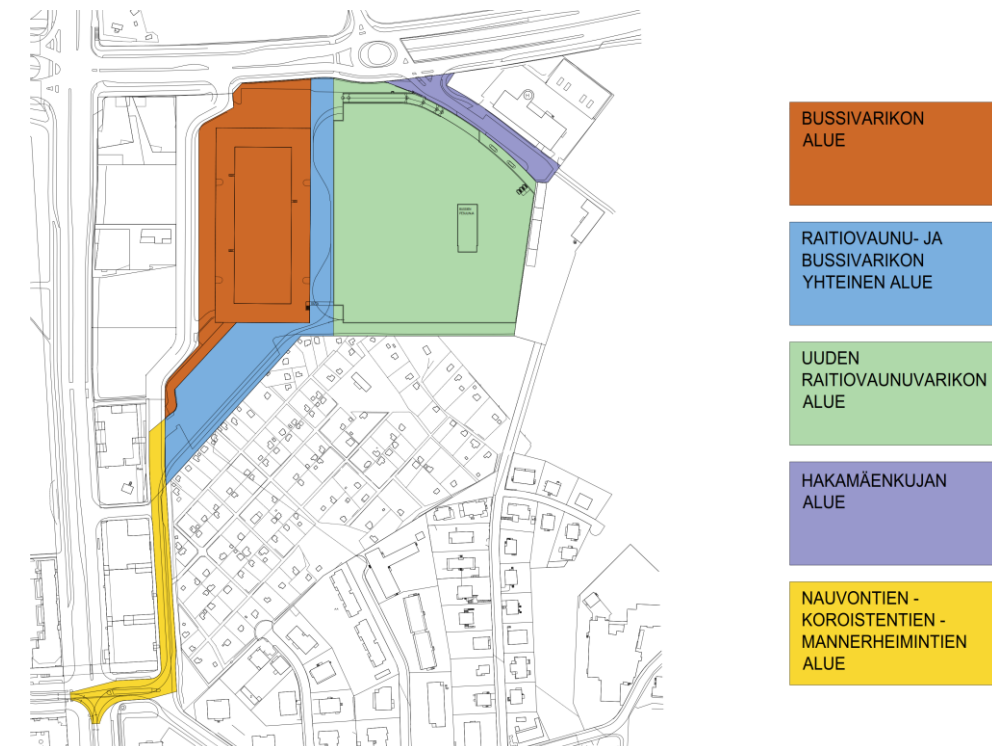 BUSSIVARIKON
ALUE
RAITIOVAUNU- JA
BUSSIVARIKON
YHTEINEN ALUE
UUDEN
RAITIOVAUNUVARIKON
ALUE
HAKAMÄENKUJAN
ALUE
NAUVONTIEN -
KOROISTENTIEN -
MANNERHEIMINTIEN
ALUE